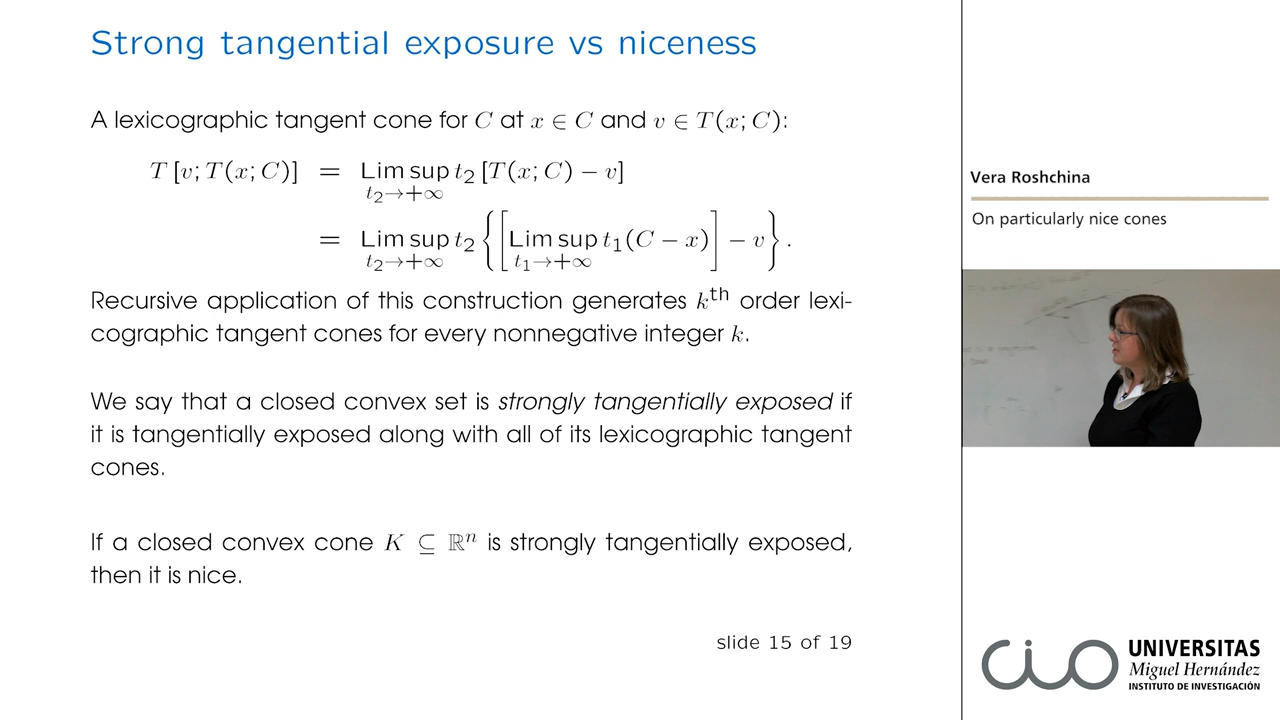 Strong tangential exposure vs niceness
A lexicographic tangent cone for C at x ∈ C and v ∈ T(x; C):
T [v; T(x; C)] = Lim sup t₂ [T(x; C) − v]
t₂→+∞
= Lim sup t₂ { [ Lim sup t₁(C − x) ] − v } .
t₂→+∞ t₁→+∞
Recursive application of this construction generates kᵗʰ order lexi-
cographic tangent cones for every nonnegative integer k.
We say that a closed convex set is strongly tangentially exposed if
it is tangentially exposed along with all of its lexicographic tangent
cones.
If a closed convex cone K ⊆ ℝⁿ is strongly tangentially exposed,
then it is nice.
slide 15 of 19
Vera Roshchina
On particularly nice cones
cio
UNIVERSITAS
Miguel Hernández
INSTITUTO DE INVESTIGACIÓN